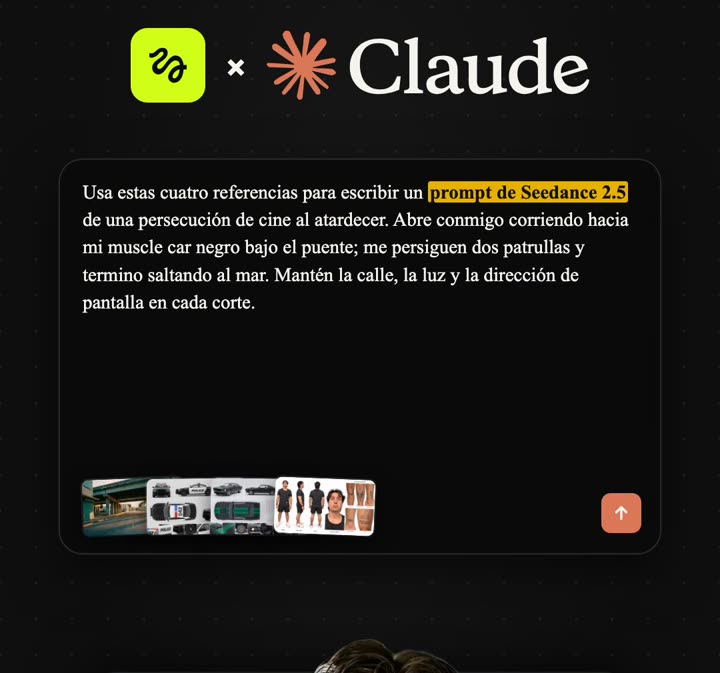 × Claude
Usa estas cuatro referencias para escribir un prompt de Seedance 2.5
de una persecución de cine al atardecer. Abre conmigo corriendo hacia
mi muscle car negro bajo el puente; me persiguen dos patrullas y
termino saltando al mar. Mantén la calle, la luz y la dirección de
pantalla en cada corte.